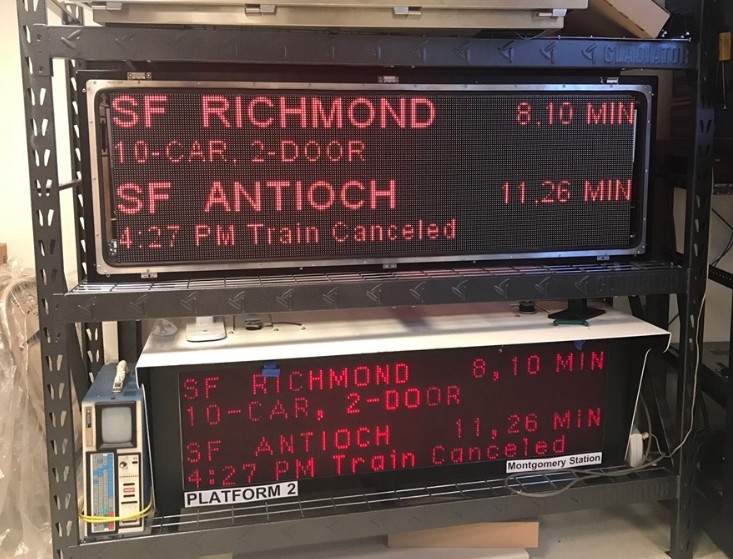 GLADIATOR
SF RICHMOND 8,10 MIN
10-CAR, 2-DOOR
SF ANTIOCH 11,26 MIN
4:27 PM Train Canceled
SF RICHMOND 8,10 MIN
10-CAR, 2-DOOR
SF ANTIOCH 11,26 MIN
4:27 PM Train Canceled
Montgomery Station
PLATFORM 2